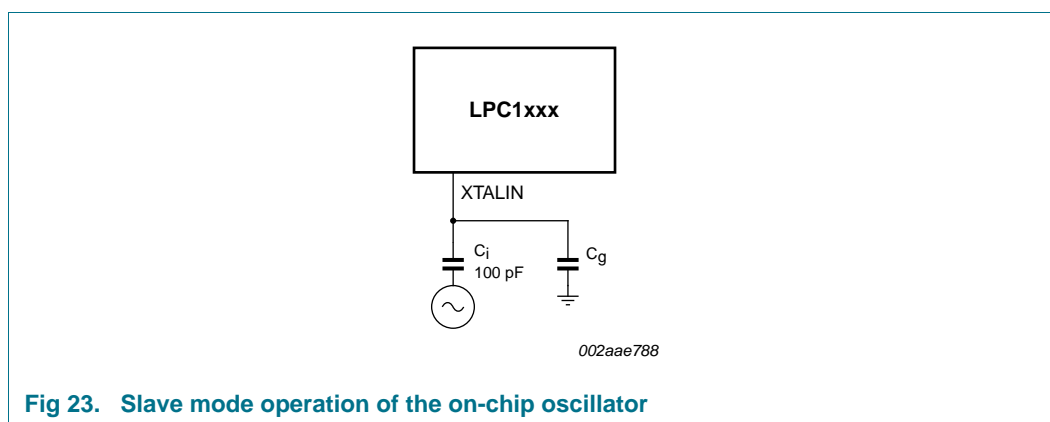 LPC1xxx
XTALIN
Ci
100 pF
Cg
002aae788
Fig 23. Slave mode operation of the on-chip oscillator